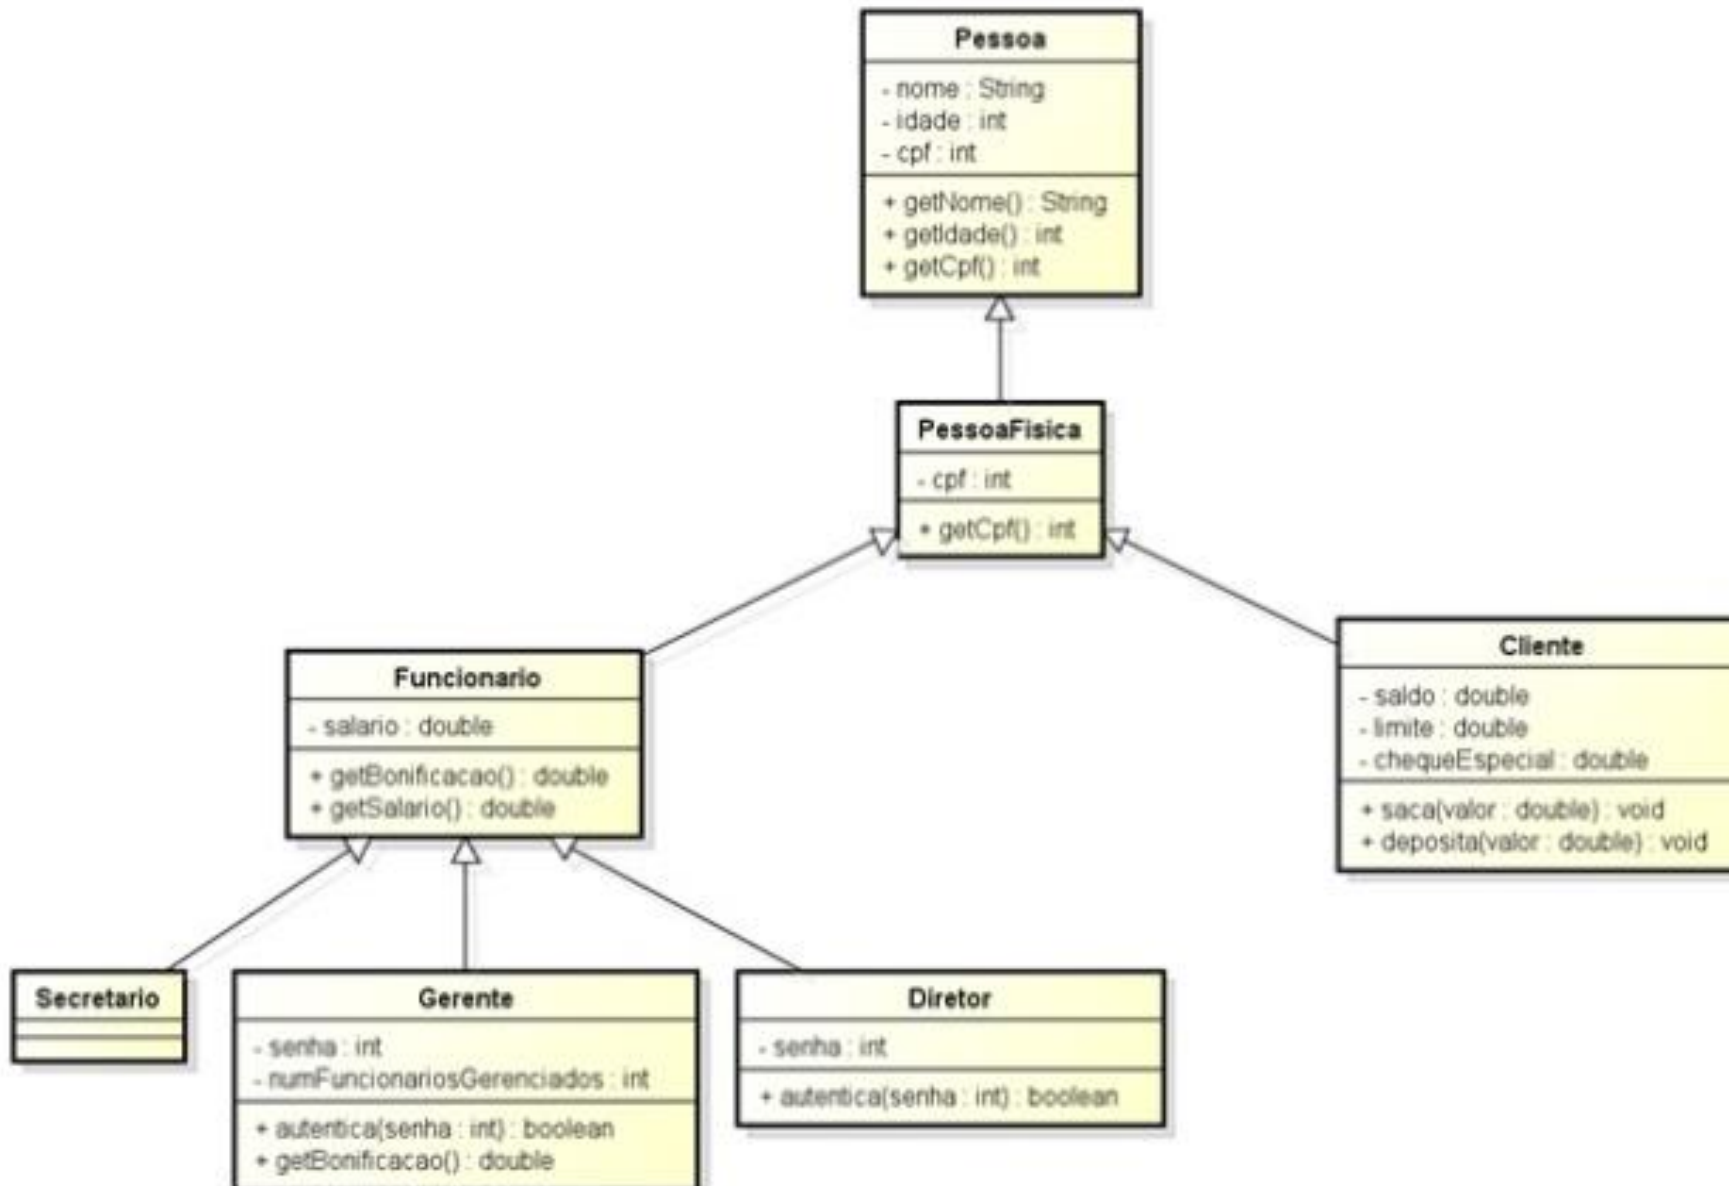 Pessoa
- nome : String
- idade : int
- cpf : int
+ getNome() : String
+ getIdade() : int
+ getCpf() : int
PessoaFisica
- cpf : int
+ getCpf() : int
Funcionario
- salario : double
+ getBonificacao() : double
+ getSalario() : double
Cliente
- saldo : double
- limite : double
- chequeEspecial : double
+ saca(valor : double) : void
+ deposita(valor : double) : void
Secretario
Gerente
- senha : int
- numFuncionariosGerenciados : int
+ autentica(senha : int) : boolean
+ getBonificacao() : double
Diretor
- senha : int
+ autentica(senha : int) : boolean